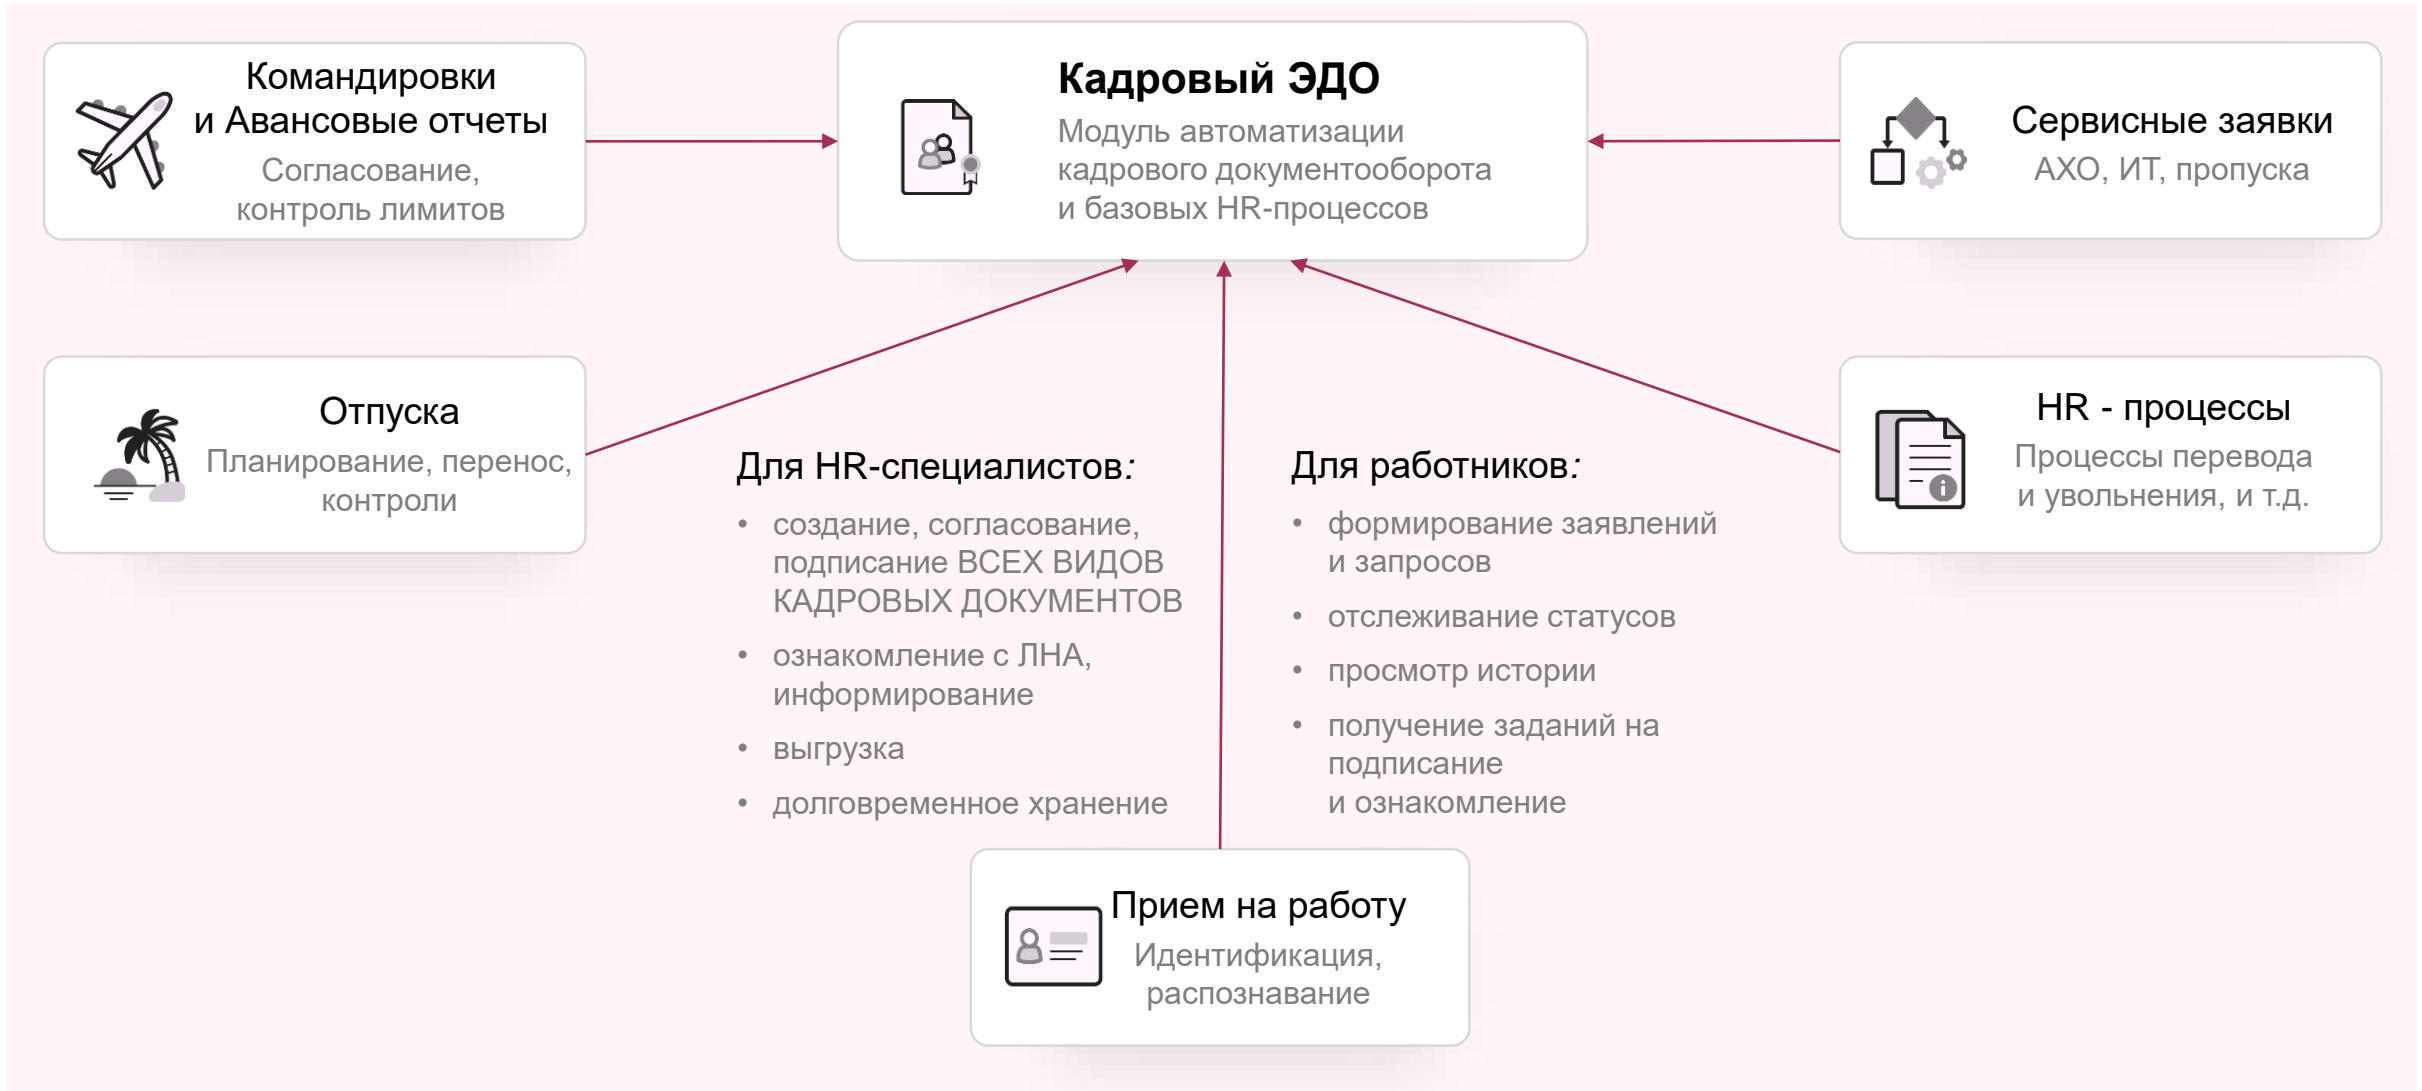 Командировки
и Авансовые отчеты
Согласование,
контроль лимитов
Кадровый ЭДО
Модуль автоматизации
кадрового документооборота
и базовых HR-процессов
Сервисные заявки
АХО, ИТ, пропуска
Отпуска
Планирование, перенос,
контроли
HR - процессы
Процессы перевода
и увольнения, и т.д.
Для HR-специалистов:
• создание, согласование,
подписание ВСЕХ ВИДОВ
КАДРОВЫХ ДОКУМЕНТОВ
• ознакомление с ЛНА,
информирование
• выгрузка
• долговременное хранение
Для работников:
• формирование заявлений
и запросов
• отслеживание статусов
• просмотр истории
• получение заданий на
подписание
и ознакомление
Прием на работу
Идентификация,
распознавание